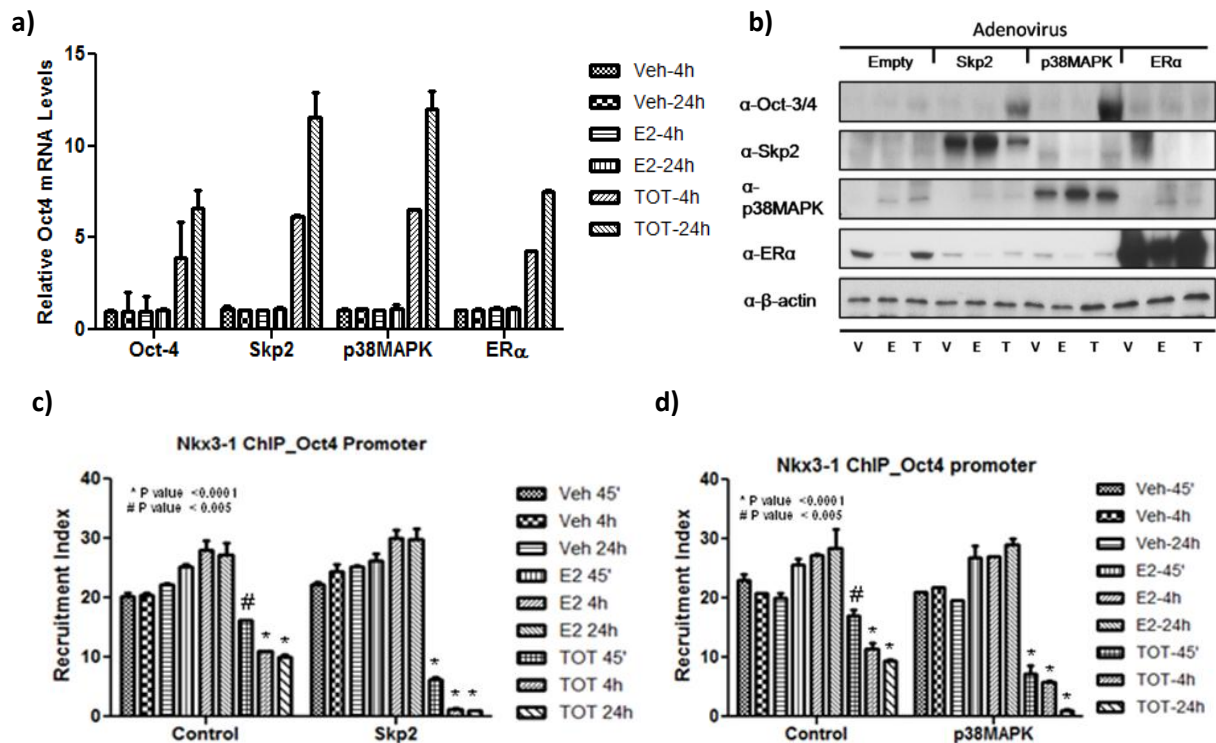 a)
Relative Oct4 mRNA Levels
15
10
5
0
Oct-4 Skp2 p38MAPK ERα
Veh-4h
Veh-24h
E2-4h
E2-24h
TOT-4h
TOT-24h
b)
Adenovirus
Empty Skp2 p38MAPK ERα
α-Oct-3/4
α-Skp2
α-
p38MAPK
α-ERα
α-β-actin
V E T V E T V E T V E T
c)
Nkx3-1 ChIP_Oct4 Promoter
* P value <0.0001
# P value < 0.005
Recruitment Index
40
30
20
10
0
# * *
* * *
Control Skp2
Veh 45'
Veh 4h
Veh 24h
E2 45'
E2 4h
E2 24h
TOT 45'
TOT 4h
TOT 24h
d)
Nkx3-1 ChIP_Oct4 promoter
* P value <0.0001
# P value < 0.005
Recruitment Index
40
30
20
10
0
# * *
* * *
Control p38MAPK
Veh-45'
Veh-4h
Veh-24h
E2-45'
E2-4h
E2-24h
TOT-45'
TOT-4h
TOT-24h